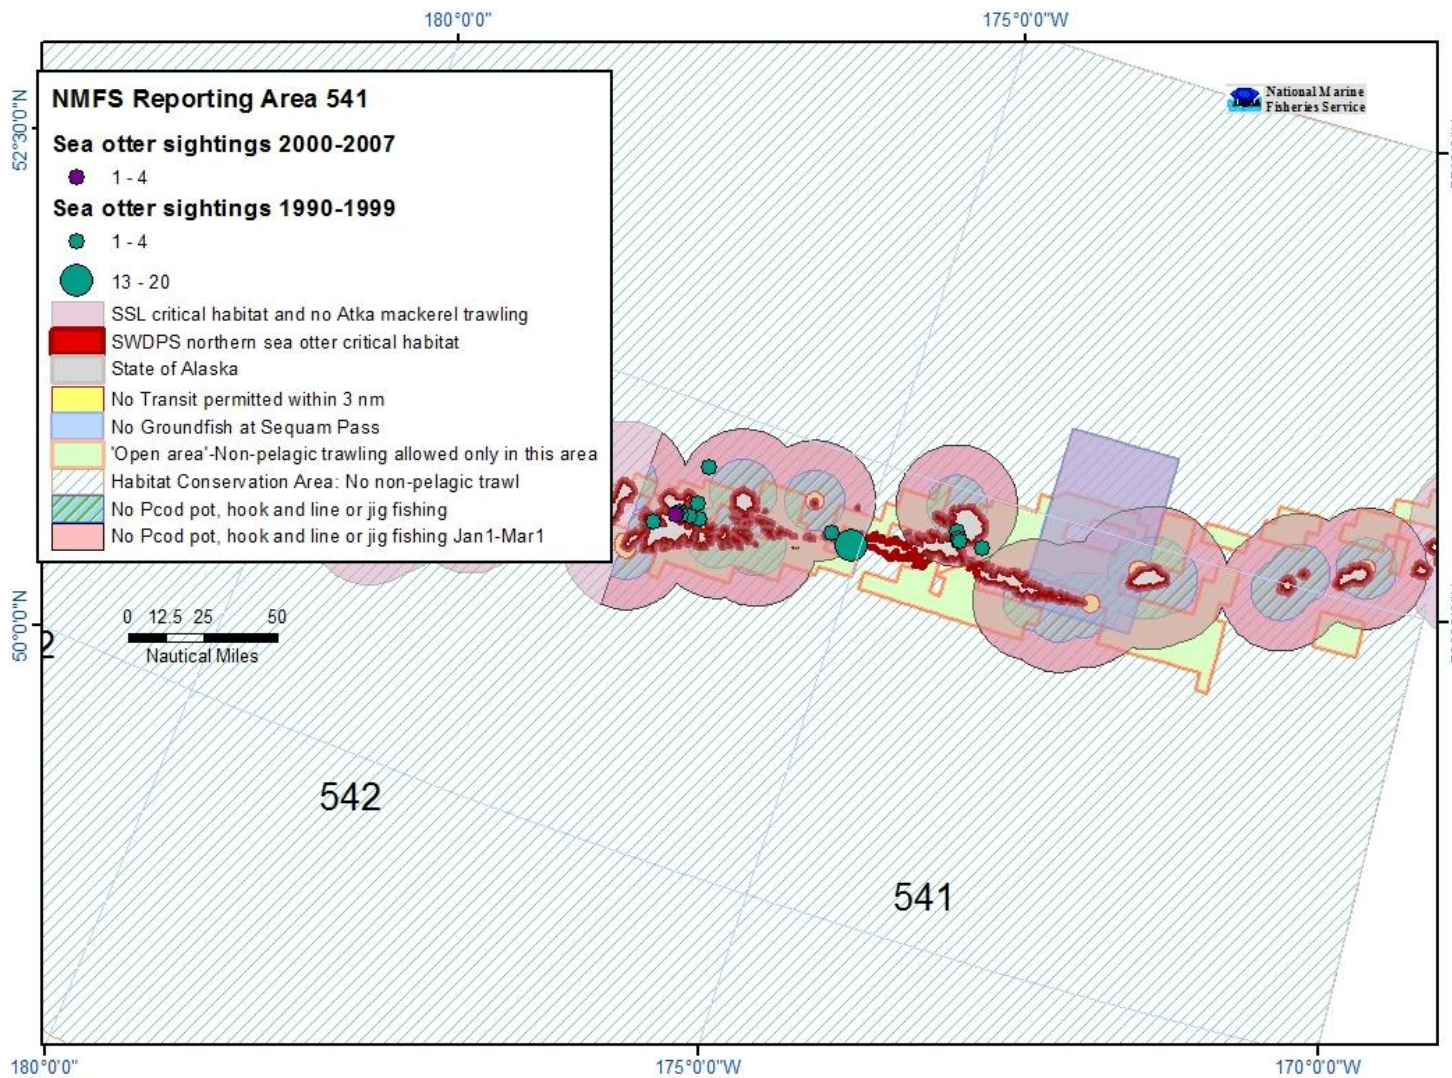 180°0'0"
175°0'0"W
NMFS Reporting Area 541
Sea otter sightings 2000-2007
1 - 4
Sea otter sightings 1990-1999
1 - 4
13 - 20
SSL critical habitat and no Atka mackerel trawling
SWDPS northern sea otter critical habitat
State of Alaska
No Transit permitted within 3 nm
No Groundfish at Sequam Pass
'Open area'-Non-pelagic trawling allowed only in this area
Habitat Conservation Area: No non-pelagic trawl
No Pcod pot, hook and line or jig fishing
No Pcod pot, hook and line or jig fishing Jan1-Mar1
National Marine
Fisheries Service
52°30'0"N
50°0'0"N
2
0 12.5 25 50
Nautical Miles
542
541
180°0'0"
175°0'0"W
170°0'0"W